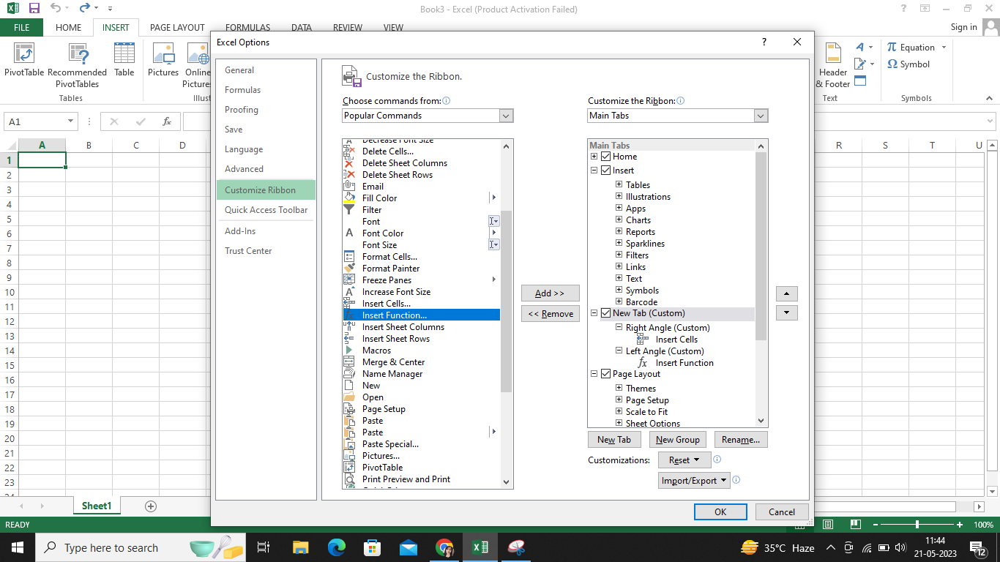 Book3 - Excel (Product Activation Failed)
FILE HOME INSERT PAGE LAYOUT FORMULAS DATA REVIEW VIEW Sign in
PivotTable
Recommended
PivotTables
Table
Tables
Pictures
Online
Pictures
Illust
Header
& Footer
Text
Equation
Symbol
Symbols
A1
fx
A B C D R S T U
1
2
3
4
5
6
7
8
9
10
11
12
13
14
15
16
17
18
19
20
21
22
23
24
Excel Options
General
Formulas
Proofing
Save
Language
Advanced
Customize Ribbon
Quick Access Toolbar
Add-Ins
Trust Center
Customize the Ribbon.
Choose commands from:
Popular Commands
Decrease Font Size
Delete Cells...
Delete Sheet Columns
Delete Sheet Rows
Email
Fill Color
Filter
Font
Font Color
Font Size
Format Cells...
Format Painter
Freeze Panes
Increase Font Size
Insert Cells...
Insert Function...
Insert Sheet Columns
Insert Sheet Rows
Macros
Merge & Center
Name Manager
New
Open
Page Setup
Paste
Paste
Paste Special...
Pictures...
PivotTable
Print Preview and Print
Add >>
<< Remove
Customize the Ribbon:
Main Tabs
Main Tabs
Home
Insert
Tables
Illustrations
Apps
Charts
Reports
Sparklines
Filters
Links
Text
Symbols
Barcode
New Tab (Custom)
Right Angle (Custom)
Insert Cells
Left Angle (Custom)
fx Insert Function
Page Layout
Themes
Page Setup
Scale to Fit
Sheet Options
New Tab New Group Rename...
Customizations: Reset
Import/Export
OK Cancel
Sheet1
READY
100%
Type here to search
35°C Haze
11:44
21-05-2023
12